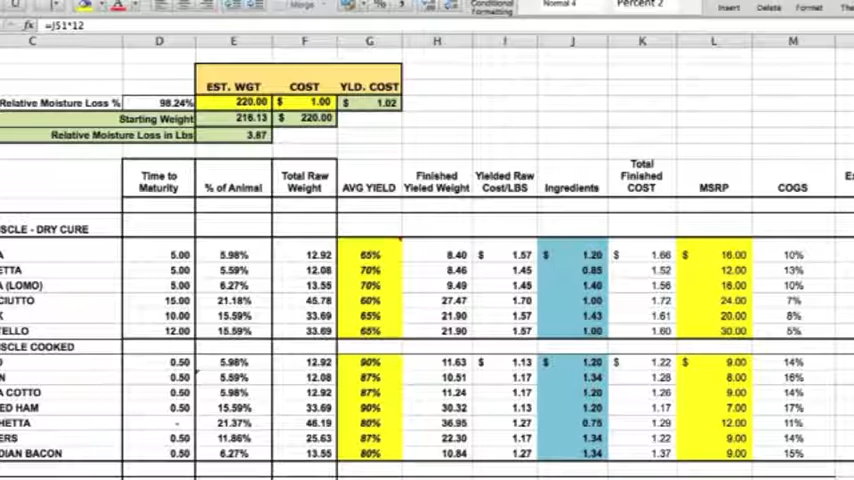 Merge % Conditional Formatting Normal 4 Percent 2 Insert Delete Format
fx =J51*12
C D E F G H I J K L M
EST. WGT COST YLD. COST
Relative Moisture Loss % 98.24% 220.00 $ 1.00 $ 1.02
Starting Weight 216.13 $ 220.00
Relative Moisture Loss in Lbs 3.87
Time to Maturity % of Animal Total Raw Weight AVG YIELD Finished Yielded Weight Yielded Raw Cost/LBS Ingredients Total Finished COST MSRP COGS
SCLE - DRY CURE
A 5.00 5.98% 12.92 65% 8.40 $ 1.57 $ 1.20 $ 1.66 $ 16.00 10%
ETTA 5.00 5.59% 12.08 70% 8.46 1.45 0.85 1.52 12.00 13%
A (LOMO) 5.00 6.27% 13.55 70% 9.49 1.45 1.40 1.56 16.00 10%
CIUTTO 15.00 21.18% 45.78 60% 27.47 1.70 1.00 1.72 24.00 7%
K 10.00 15.59% 33.69 65% 21.90 1.57 1.43 1.61 20.00 8%
TELLO 12.00 15.59% 33.69 65% 21.90 1.57 1.00 1.60 30.00 5%
SCLE COOKED
O 0.50 5.98% 12.92 90% 11.63 $ 1.13 $ 1.20 $ 1.22 $ 9.00 14%
N 0.50 5.59% 12.08 87% 10.51 1.17 1.34 1.28 8.00 16%
A COTTO 0.50 5.98% 12.92 87% 11.24 1.17 1.20 1.26 9.00 14%
ED HAM 0.50 15.59% 33.69 90% 30.32 1.13 1.20 1.17 7.00 17%
HETTA - 21.37% 46.19 80% 36.95 1.27 0.75 1.29 12.00 11%
ERS 0.50 11.86% 25.63 87% 22.30 1.17 1.34 1.22 9.00 14%
DIAN BACON 0.50 6.27% 13.55 80% 10.84 1.27 1.34 1.37 9.00 15%